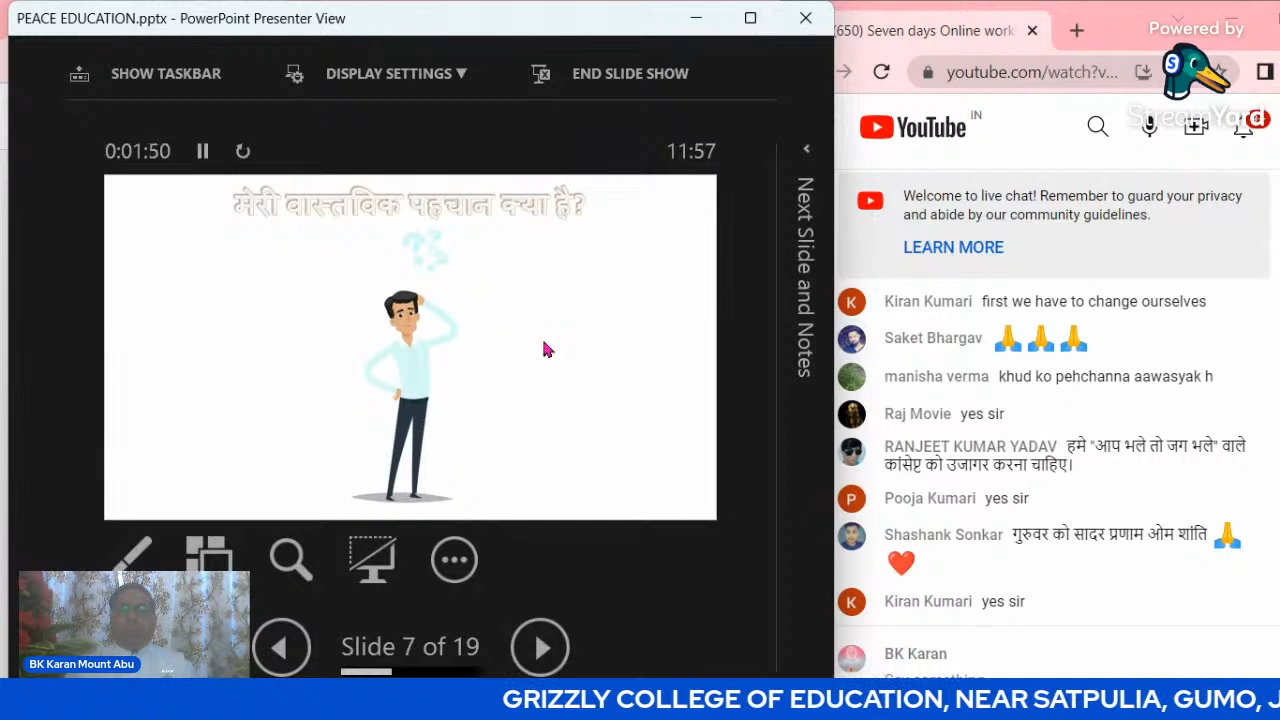 PEACE EDUCATION.pptx - PowerPoint Presenter View
SHOW TASKBAR
DISPLAY SETTINGS ▼
END SLIDE SHOW
0:01:50
11:57
मेरी वास्तविक पहचान क्या है?
Next Slide and Notes
Slide 7 of 19
BK Karan Mount Abu
(650) Seven days Online work
youtube.com/watch?v...
Powered by
StreamYard
YouTube IN
Welcome to live chat! Remember to guard your privacy
and abide by our community guidelines.
LEARN MORE
K
Kiran Kumari first we have to change ourselves
Saket Bhargav 🙏🙏🙏
manisha verma khud ko pehchanna aawasyak h
Raj Movie yes sir
RANJEET KUMAR YADAV हमे "आप भले तो जग भले" वाले
कांसेप्ट को उजागर करना चाहिए।
P
Pooja Kumari yes sir
Shashank Sonkar गुरुवर को सादर प्रणाम ओम शांति 🙏
❤️
K
Kiran Kumari yes sir
BK Karan
GRIZZLY COLLEGE OF EDUCATION, NEAR SATPULIA, GUMO, J